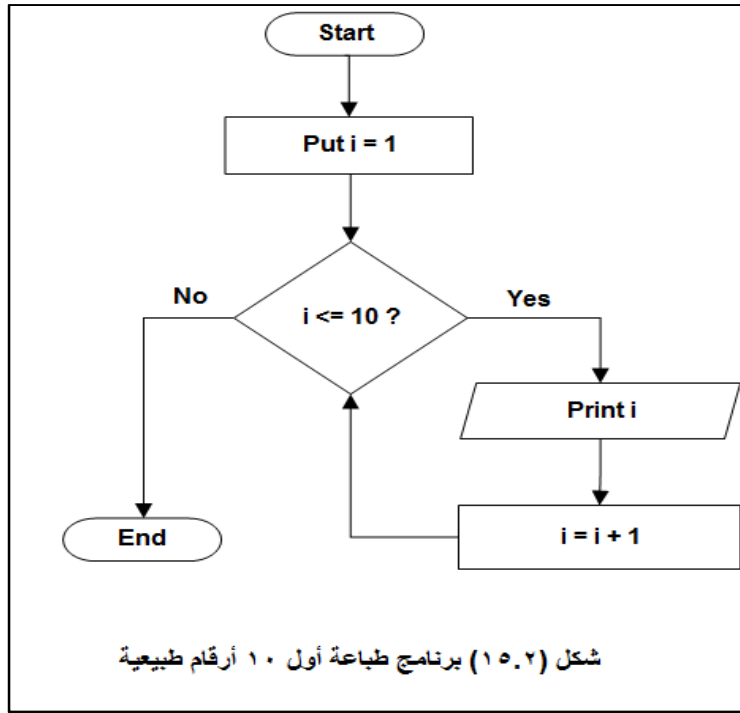 Start
Put i = 1
i <= 10 ?
No
Yes
Print i
i = i + 1
End
شكل (١٥.٢) برنامج طباعة أول ١٠ أرقام طبيعية